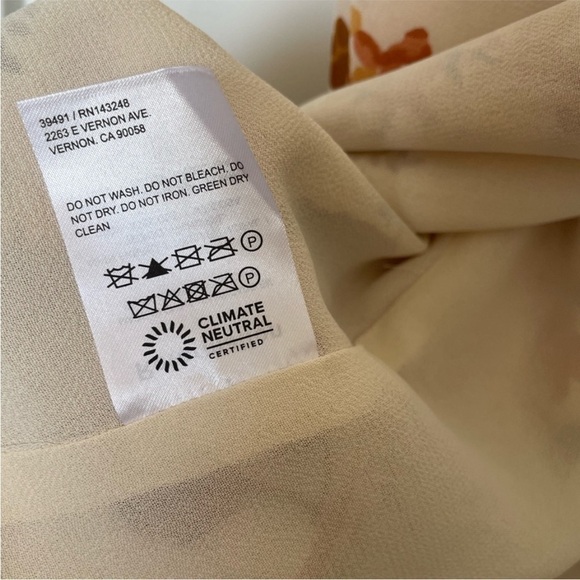 39491 / RN143248
2263 E VERNON AVE.
VERNON. CA 90058
DO NOT WASH. DO NOT BLEACH. DO
NOT DRY. DO NOT IRON. GREEN DRY
CLEAN
P
P
CLIMATE
NEUTRAL
CERTIFIED